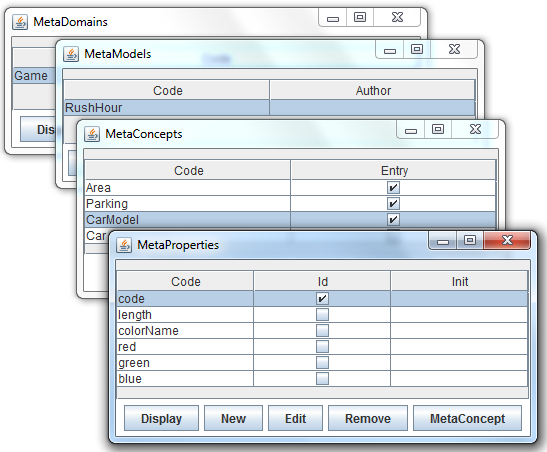 MetaDomains
MetaModels
Code Author
Game
RushHour
MetaConcepts
Code Entry
Area
Parking
CarModel
Car
MetaProperties
Code Id Init
code
length
colorName
red
green
blue
Display New Edit Remove MetaConcept